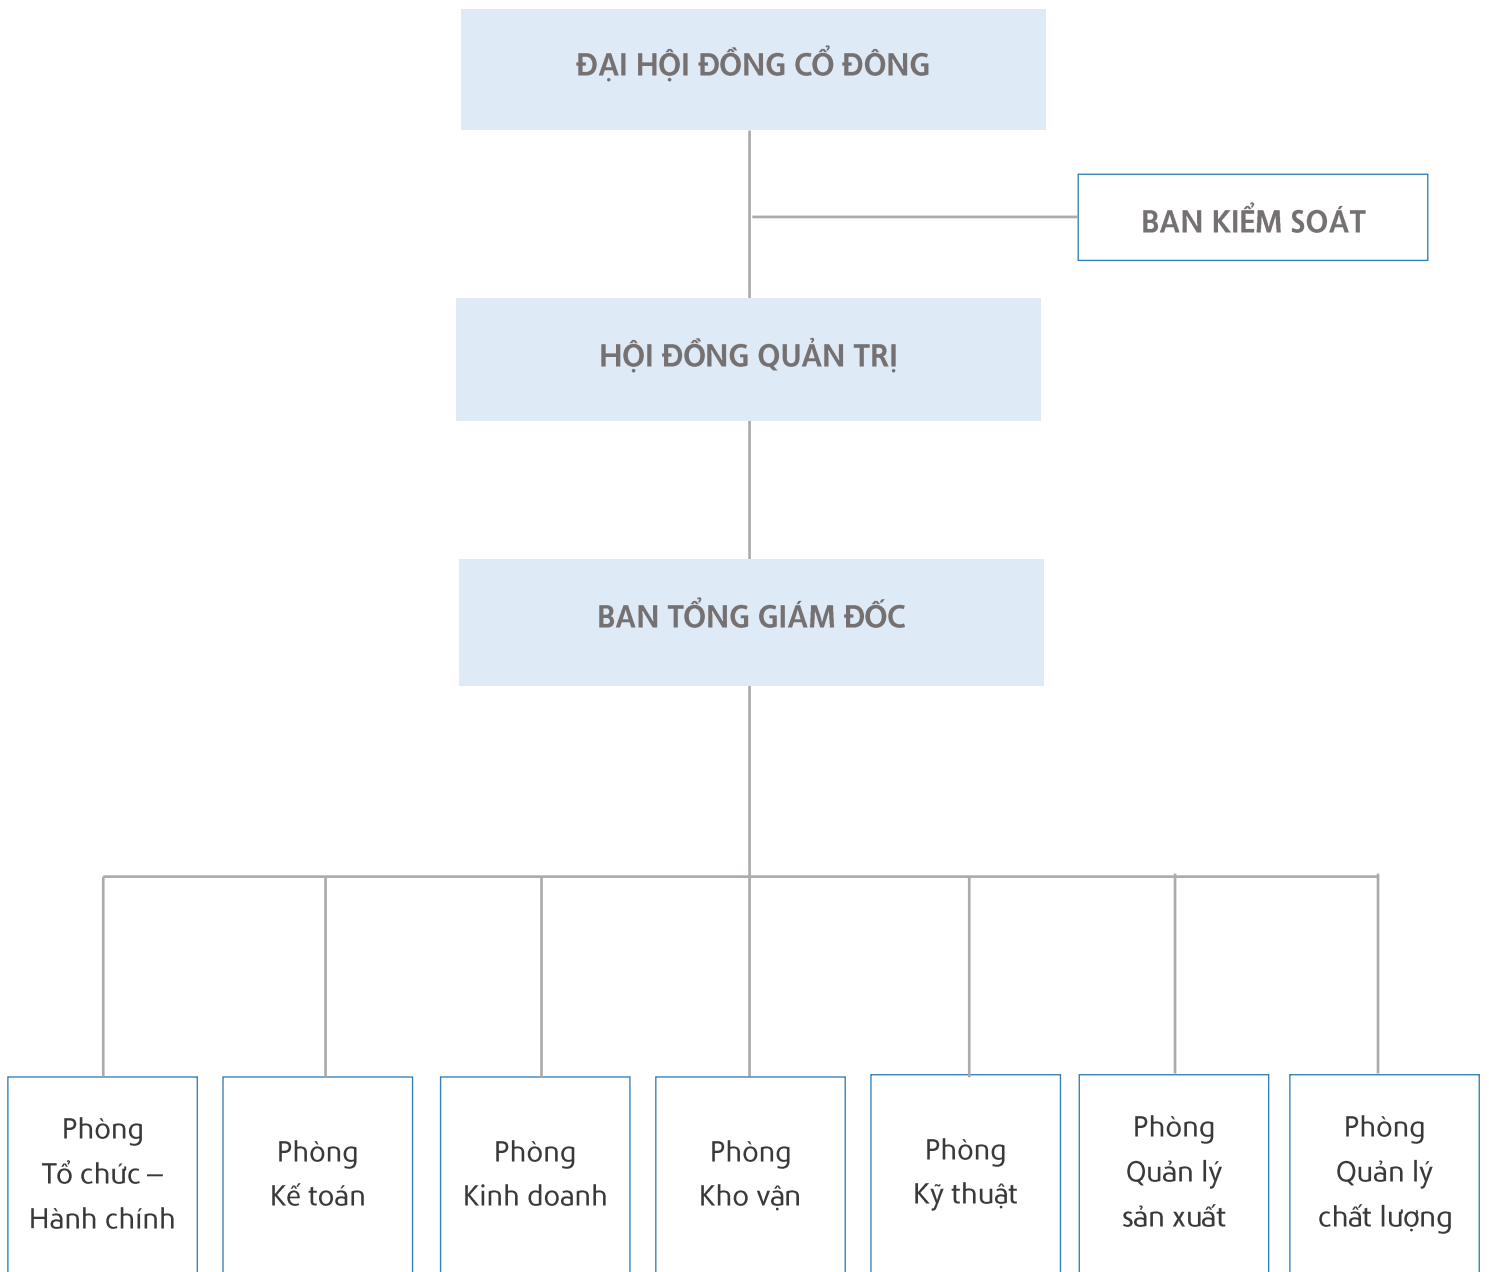 ĐẠI HỘI ĐỒNG CỔ ĐÔNG
BAN KIỂM SOÁT
HỘI ĐỒNG QUẢN TRỊ
BAN TỔNG GIÁM ĐỐC
Phòng
Tổ chức –
Hành chính
Phòng
Kế toán
Phòng
Kinh doanh
Phòng
Kho vận
Phòng
Kỹ thuật
Phòng
Quản lý
sản xuất
Phòng
Quản lý
chất lượng